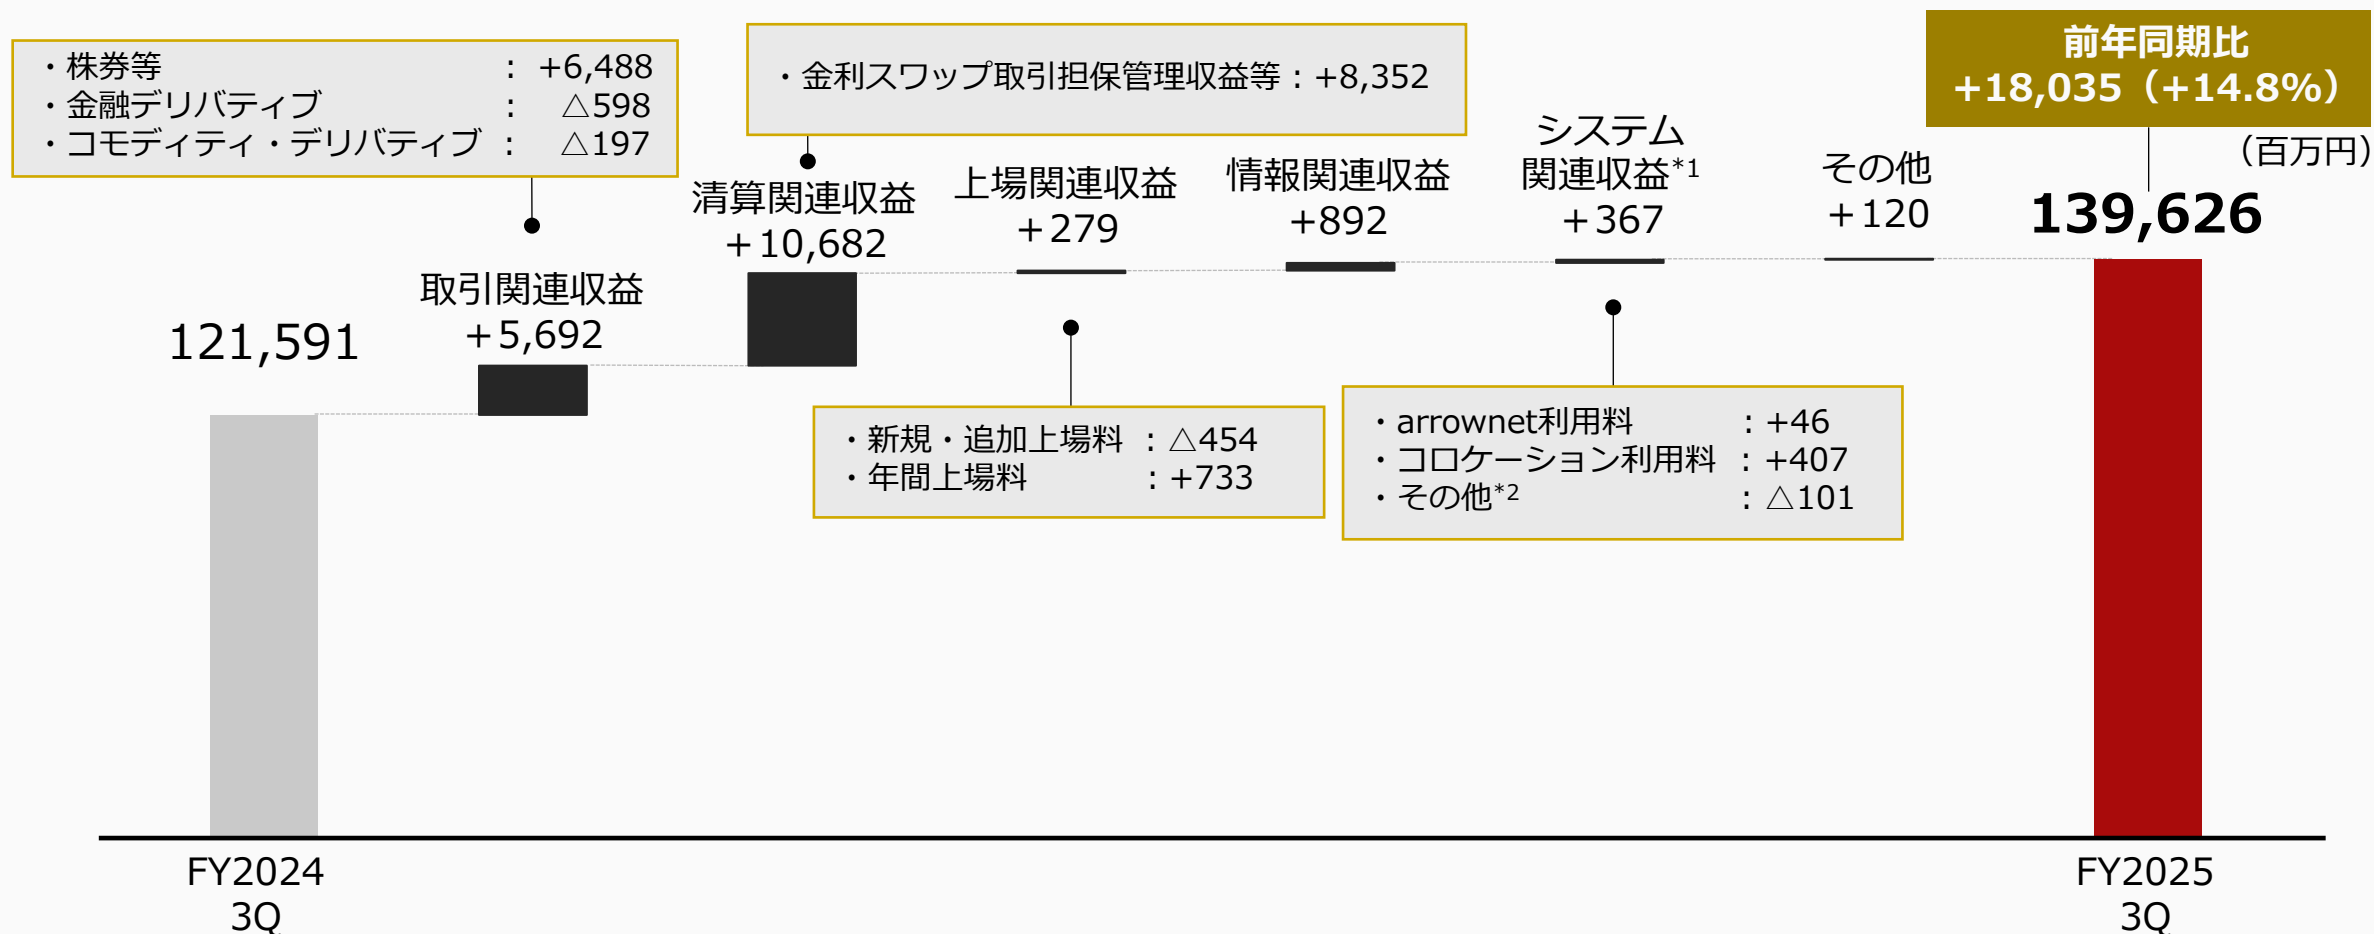 ・株券等 : +6,488
・金融デリバティブ : △598
・コモディティ・デリバティブ : △197
・金利スワップ取引担保管理収益等：+8,352
前年同期比
+18,035（+14.8%）
（百万円）
121,591
取引関連収益
＋5,692
清算関連収益
＋10,682
上場関連収益
＋279
情報関連収益
＋892
システム
関連収益*1
＋367
その他
＋120
139,626
・新規・追加上場料 : △454
・年間上場料 : +733
・arrownet利用料 : +46
・コロケーション利用料 : +407
・その他*2 : △101
FY2024
3Q
FY2025
3Q